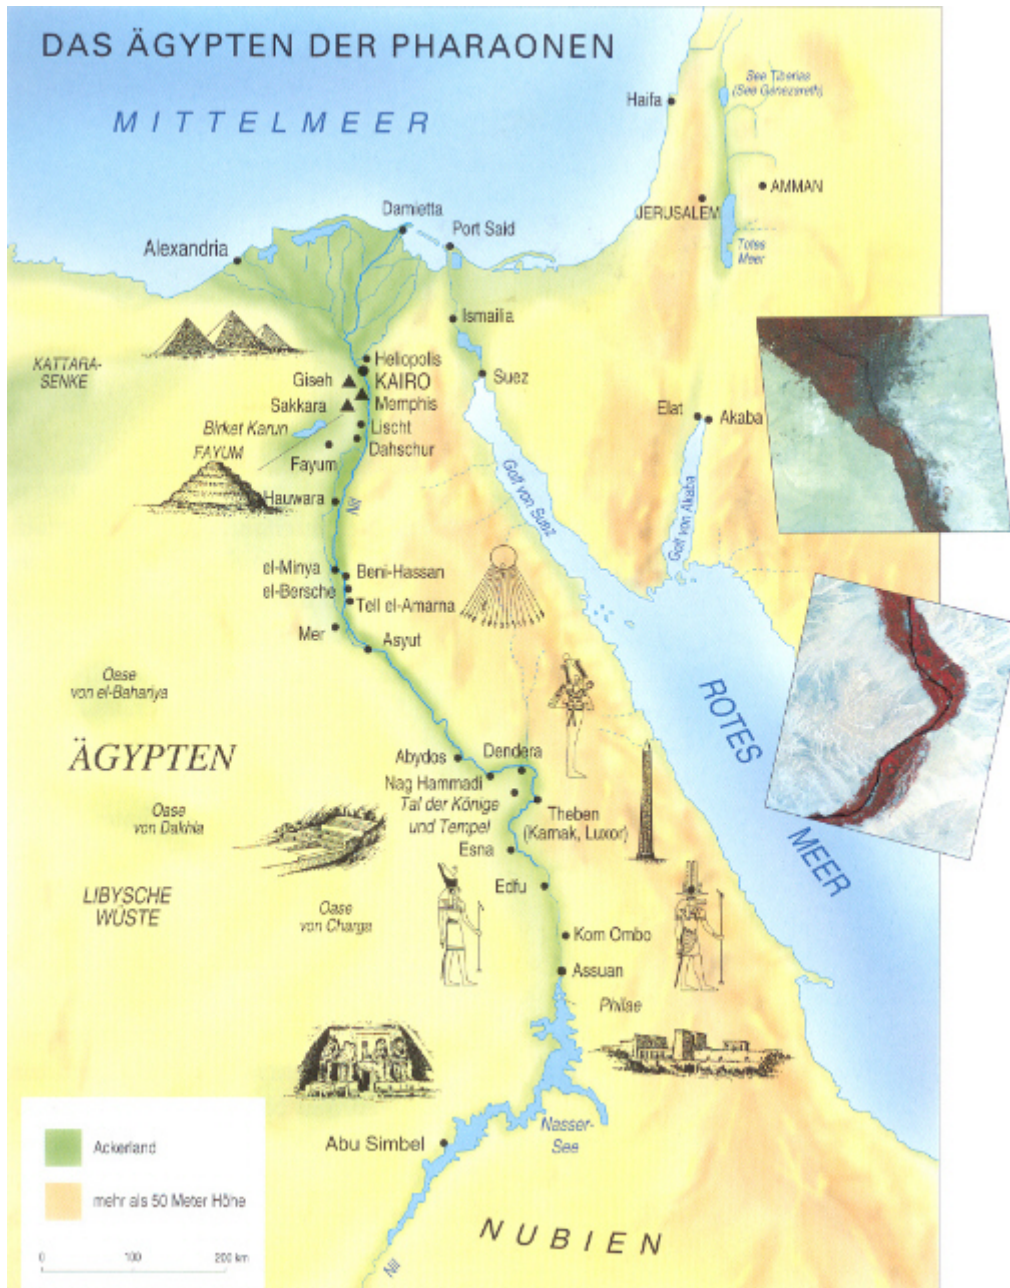 DAS ÄGYPTEN DER PHARAONEN
MITTELMEER
See Tiberias
(See Genezareth)
Haifa
AMMAN
JERUSALEM
Totes
Meer
Damietta
Port Said
Alexandria
Ismailia
KATTARA-
SENKE
Heliopolis
Giseh
KAIRO
Suez
Sakkara
Memphis
Elat
Akaba
Birket Karun
Lischt
FAYUM
Dahschur
Fayum
Golf von Suez
Golf von Akaba
Hauwara
Nil
el-Minya
Beni-Hassan
el-Bersche
Tell el-Amarna
Mer
Asyut
Oase
von el-Bahariya
ROTES
MEER
ÄGYPTEN
Abydos
Dendera
Nag Hammadi
Tal der Könige
und Tempel
Theben
(Karnak, Luxor)
Oase
von Dakhla
Esna
Edfu
LIBYSCHE
WÜSTE
Oase
von Charga
Kom Ombo
Assuan
Philae
Nasser-
See
Abu Simbel
Ackerland
mehr als 50 Meter Höhe
0 100 200 km
NUBIEN
Nil